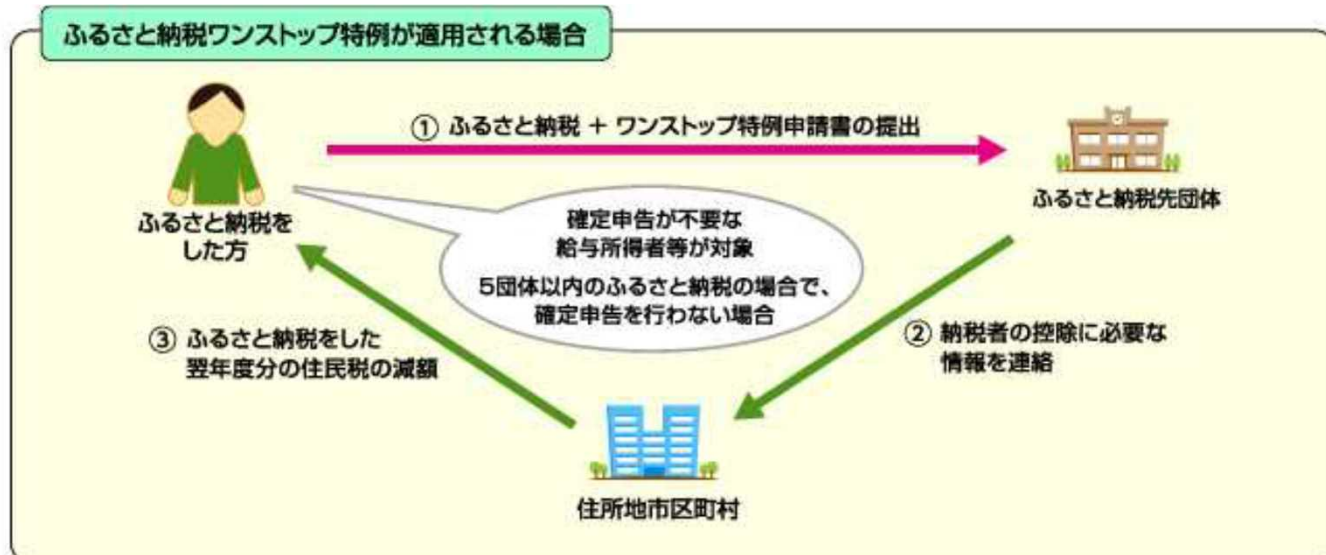 ふるさと納税ワンストップ特例が適用される場合
① ふるさと納税 + ワンストップ特例申請書の提出
ふるさと納税を
した方
ふるさと納税先団体
確定申告が不要な
給与所得者等が対象
5団体以内のふるさと納税の場合で、
確定申告を行わない場合
② 納税者の控除に必要な
情報を連絡
③ ふるさと納税をした
翌年度分の住民税の減額
住所地市区町村